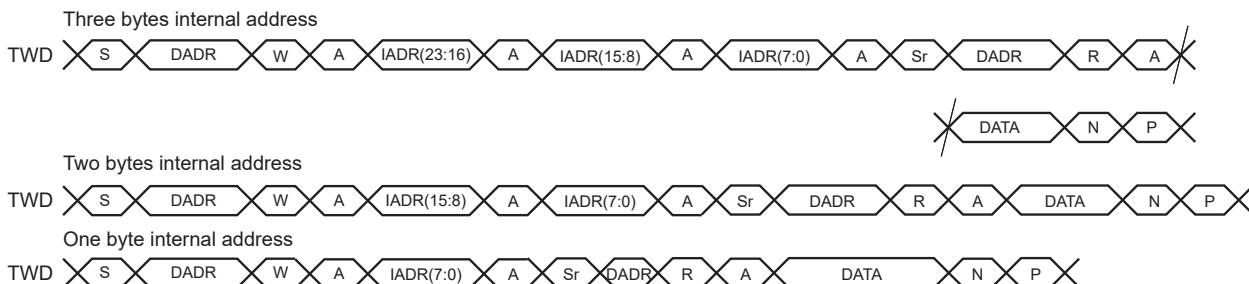 Three bytes internal address
TWD S DADR W A IADR(23:16) A IADR(15:8) A IADR(7:0) A Sr DADR R A
DATA N P
Two bytes internal address
TWD S DADR W A IADR(15:8) A IADR(7:0) A Sr DADR R A DATA N P
One byte internal address
TWD S DADR W A IADR(7:0) A Sr DADR R A DATA N P